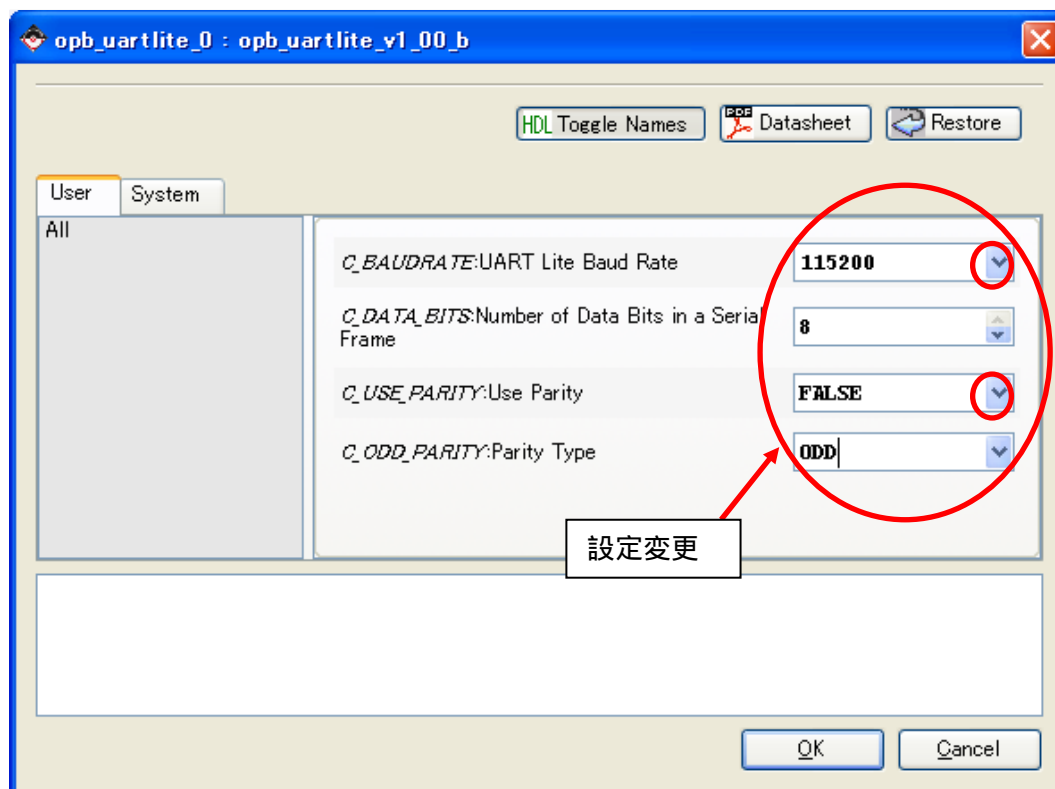 opb_uartlite_0 : opb_uartlite_v1_00_b
HDL Toggle Names
PDF Datasheet
Restore
User
System
All
C_BAUDRATE:UART Lite Baud Rate
115200
C_DATA_BITS:Number of Data Bits in a Serial
Frame
8
C_USE_PARITY:Use Parity
FALSE
C_ODD_PARITY:Parity Type
ODD
設定変更
OK
Cancel